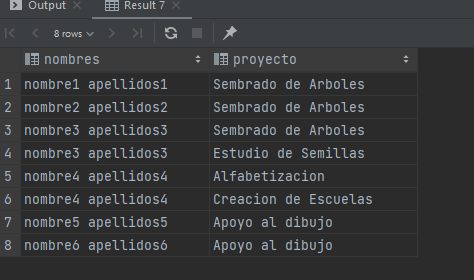 Output
Result 7
8 rows
nombres
proyecto
1 nombre1 apellidos1 Sembrado de Arboles
2 nombre2 apellidos2 Sembrado de Arboles
3 nombre3 apellidos3 Sembrado de Arboles
4 nombre3 apellidos3 Estudio de Semillas
5 nombre4 apellidos4 Alfabetizacion
6 nombre4 apellidos4 Creacion de Escuelas
7 nombre5 apellidos5 Apoyo al dibujo
8 nombre6 apellidos6 Apoyo al dibujo